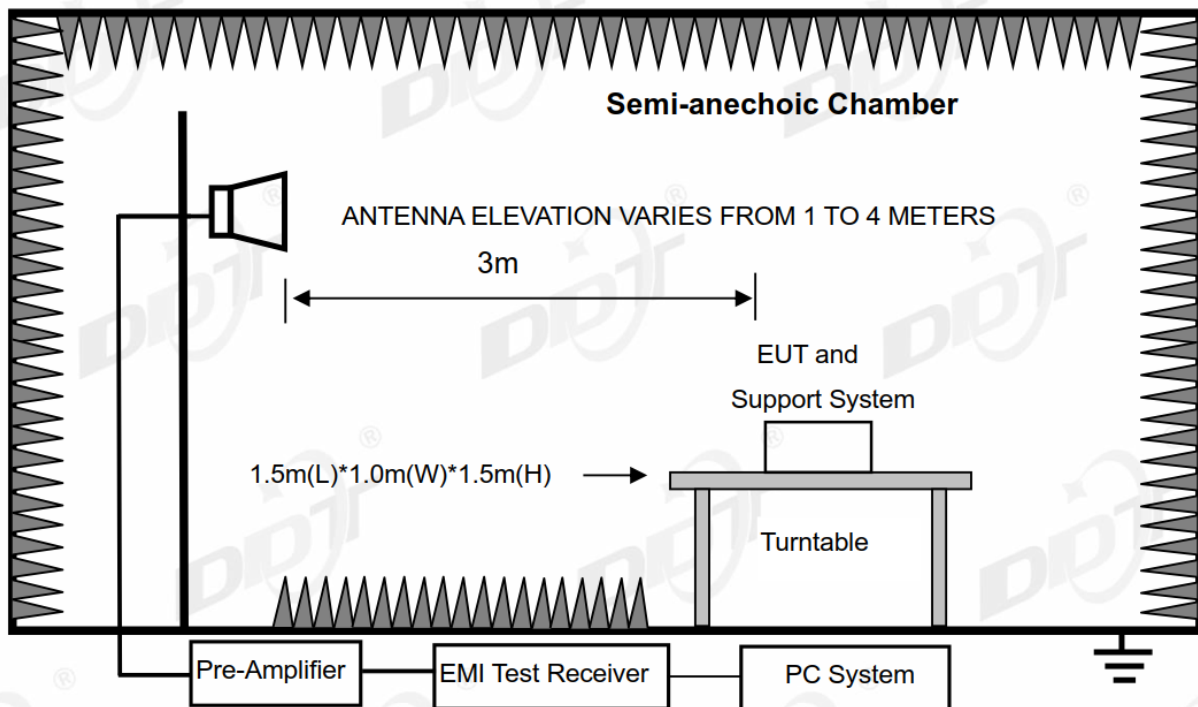 Semi-anechoic Chamber
ANTENNA ELEVATION VARIES FROM 1 TO 4 METERS
3m
EUT and
Support System
1.5m(L)*1.0m(W)*1.5m(H)
Turntable
Pre-Amplifier
EMI Test Receiver
PC System
DDT
®